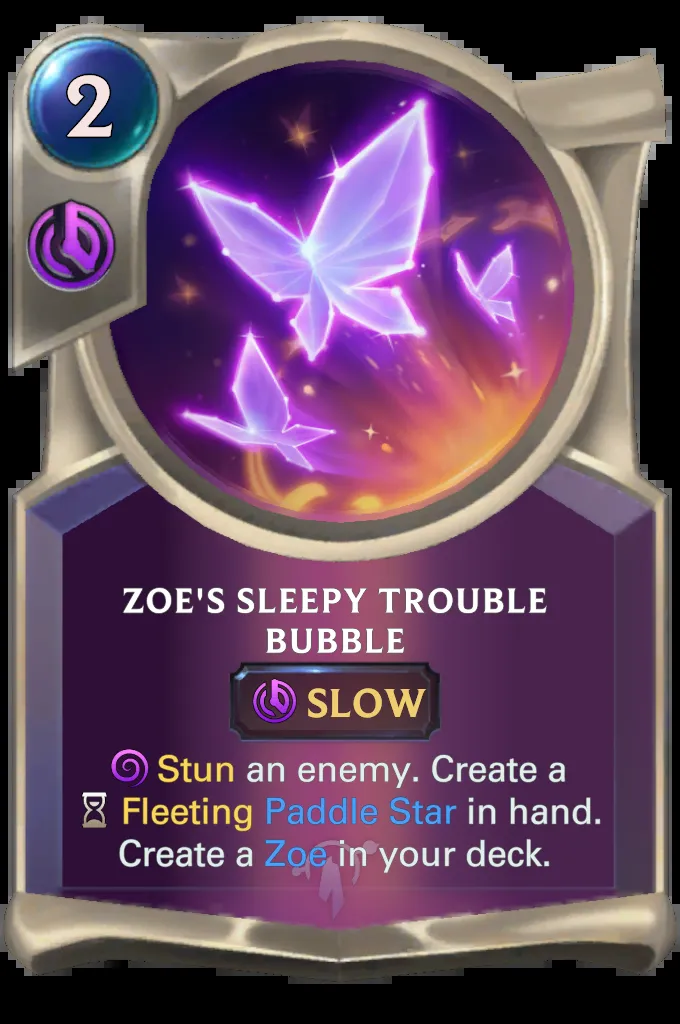 2
ZOE'S SLEEPY TROUBLE
BUBBLE
SLOW
Stun an enemy. Create a
Fleeting Paddle Star in hand.
Create a Zoe in your deck.